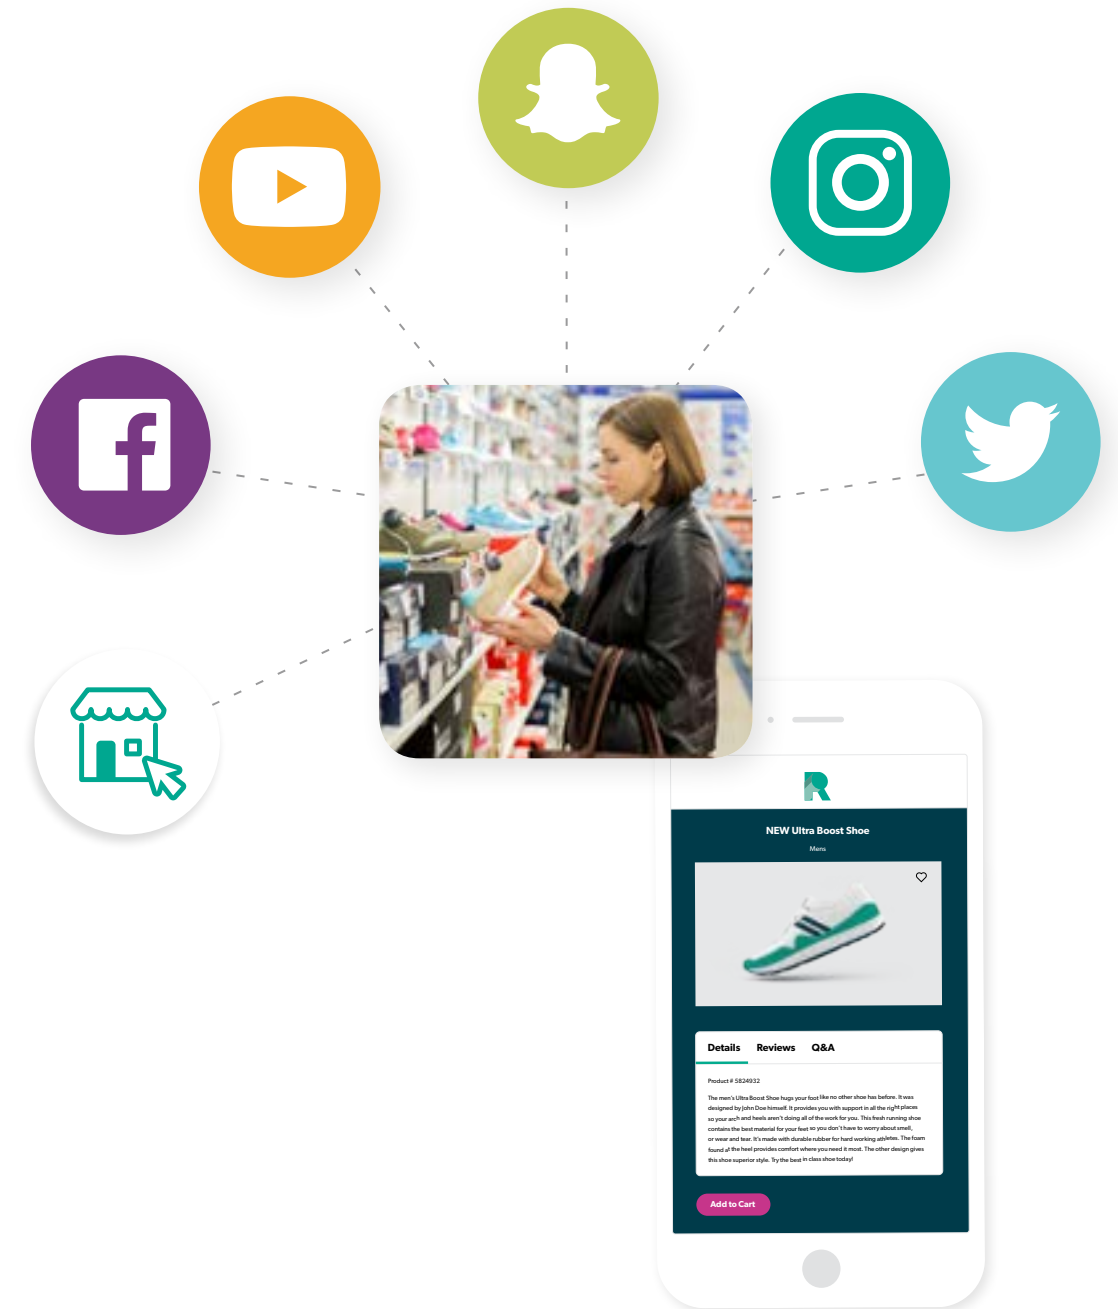 NEW Ultra Boost Shoe
Mens
Details Reviews Q&A
Product # 5824932
The men's Ultra Boost Shoe hugs your foot like no other shoe has before. It was
designed by John Doe himself. It provides you with support in all the right places
so your arch and heels aren't doing all of the work for you. This fresh running shoe
contains the best material for your feet so you don't have to worry about smell,
or wear and tear. It's made with durable rubber for hard working athletes. The foam
found at the heel provides comfort where you need it most. The other design gives
this shoe superior style. Try the best in class shoe today!
Add to Cart